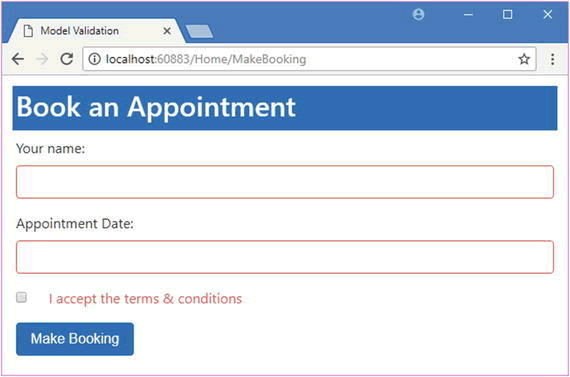 Model Validation
localhost:60883/Home/MakeBooking
Book an Appointment
Your name:
Appointment Date:
I accept the terms & conditions
Make Booking